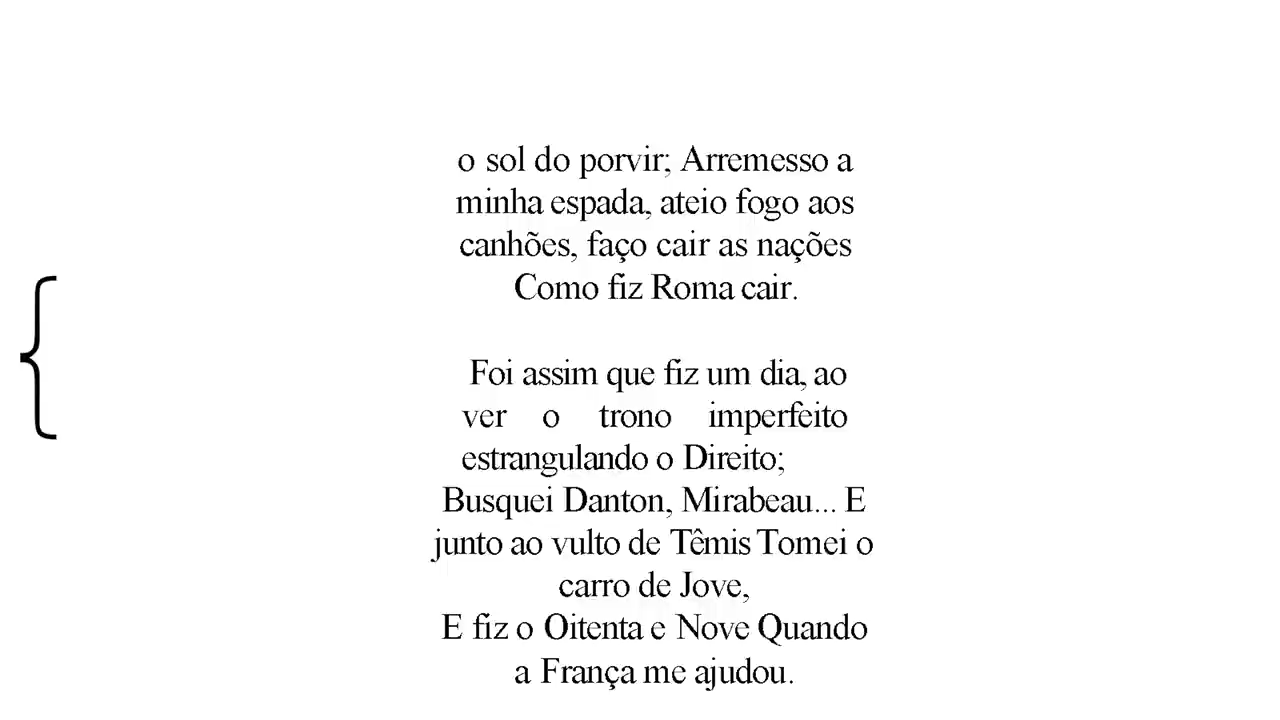 o sol do porvir; Arremesso a
minha espada, ateio fogo aos
canhões, faço cair as nações
Como fiz Roma cair.
Foi assim que fiz um dia, ao
ver o trono imperfeito
estrangulando o Direito;
Busquei Danton, Mirabeau... E
junto ao vulto de Têmis Tomei o
carro de Jove,
E fiz o Oitenta e Nove Quando
a França me ajudou.